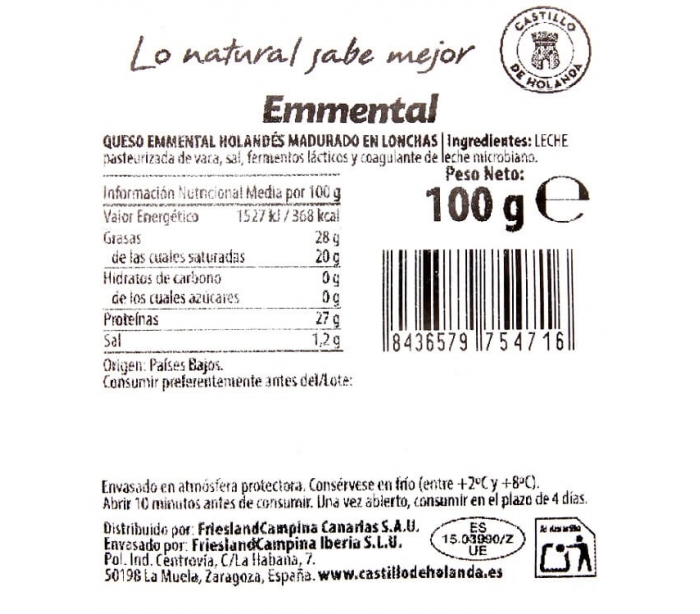 Lo natural sabe mejor
CASTILLO
DE HOLANDA
Emmental
QUESO EMMENTAL HOLANDÉS MADURADO EN LONCHAS | Ingredientes: LECHE
pasteurizada de vaca, sal, fermentos lácticos y coagulante de leche microbiano.
Peso Neto:
100 g e
Información Nutricional Media por 100 g
Valor Energético 1527 kJ / 368 kcal
Grasas 28 g
de las cuales saturadas 20 g
Hidratos de carbono 0 g
de los cuales azúcares 0 g
Proteínas 27 g
Sal 1,2 g
8436579 754716
Origen: Países Bajos.
Consumir preferentemente antes del/Lote:
Envasado en atmósfera protectora. Consérvese en frío (entre +2ºC y +8ºC).
Abrir 10 minutos antes de consumir. Una vez abierto, consumir en el plazo de 4 días.
Distribuido por: FrieslandCampina Canarias S.A.U.
Envasado por: FrieslandCampina Iberia S.L.U.
Pol. Ind. Centrovía, C/La Habana, 7.
50198 La Muela, Zaragoza, España. www.castillodeholanda.es
ES
15.03990/Z
UE
Al amarillo